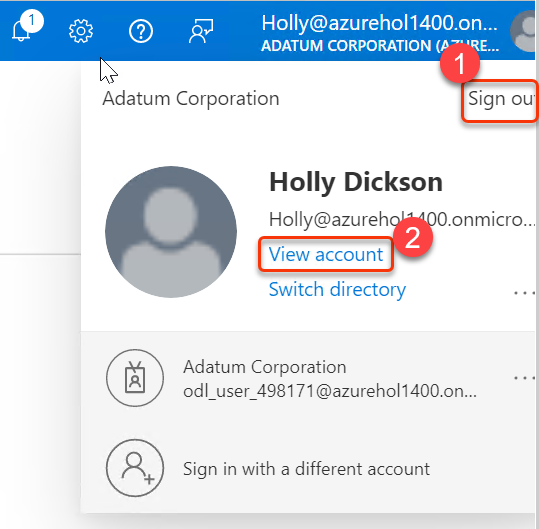 1
Holly@azurehol1400.on...
ADATUM CORPORATION (AZURE...
1
Adatum Corporation
Sign out
Holly Dickson
Holly@azurehol1400.onmicro...
2
View account
Switch directory
...
Adatum Corporation
...
odl_user_498171@azurehol1400.on...
Sign in with a different account